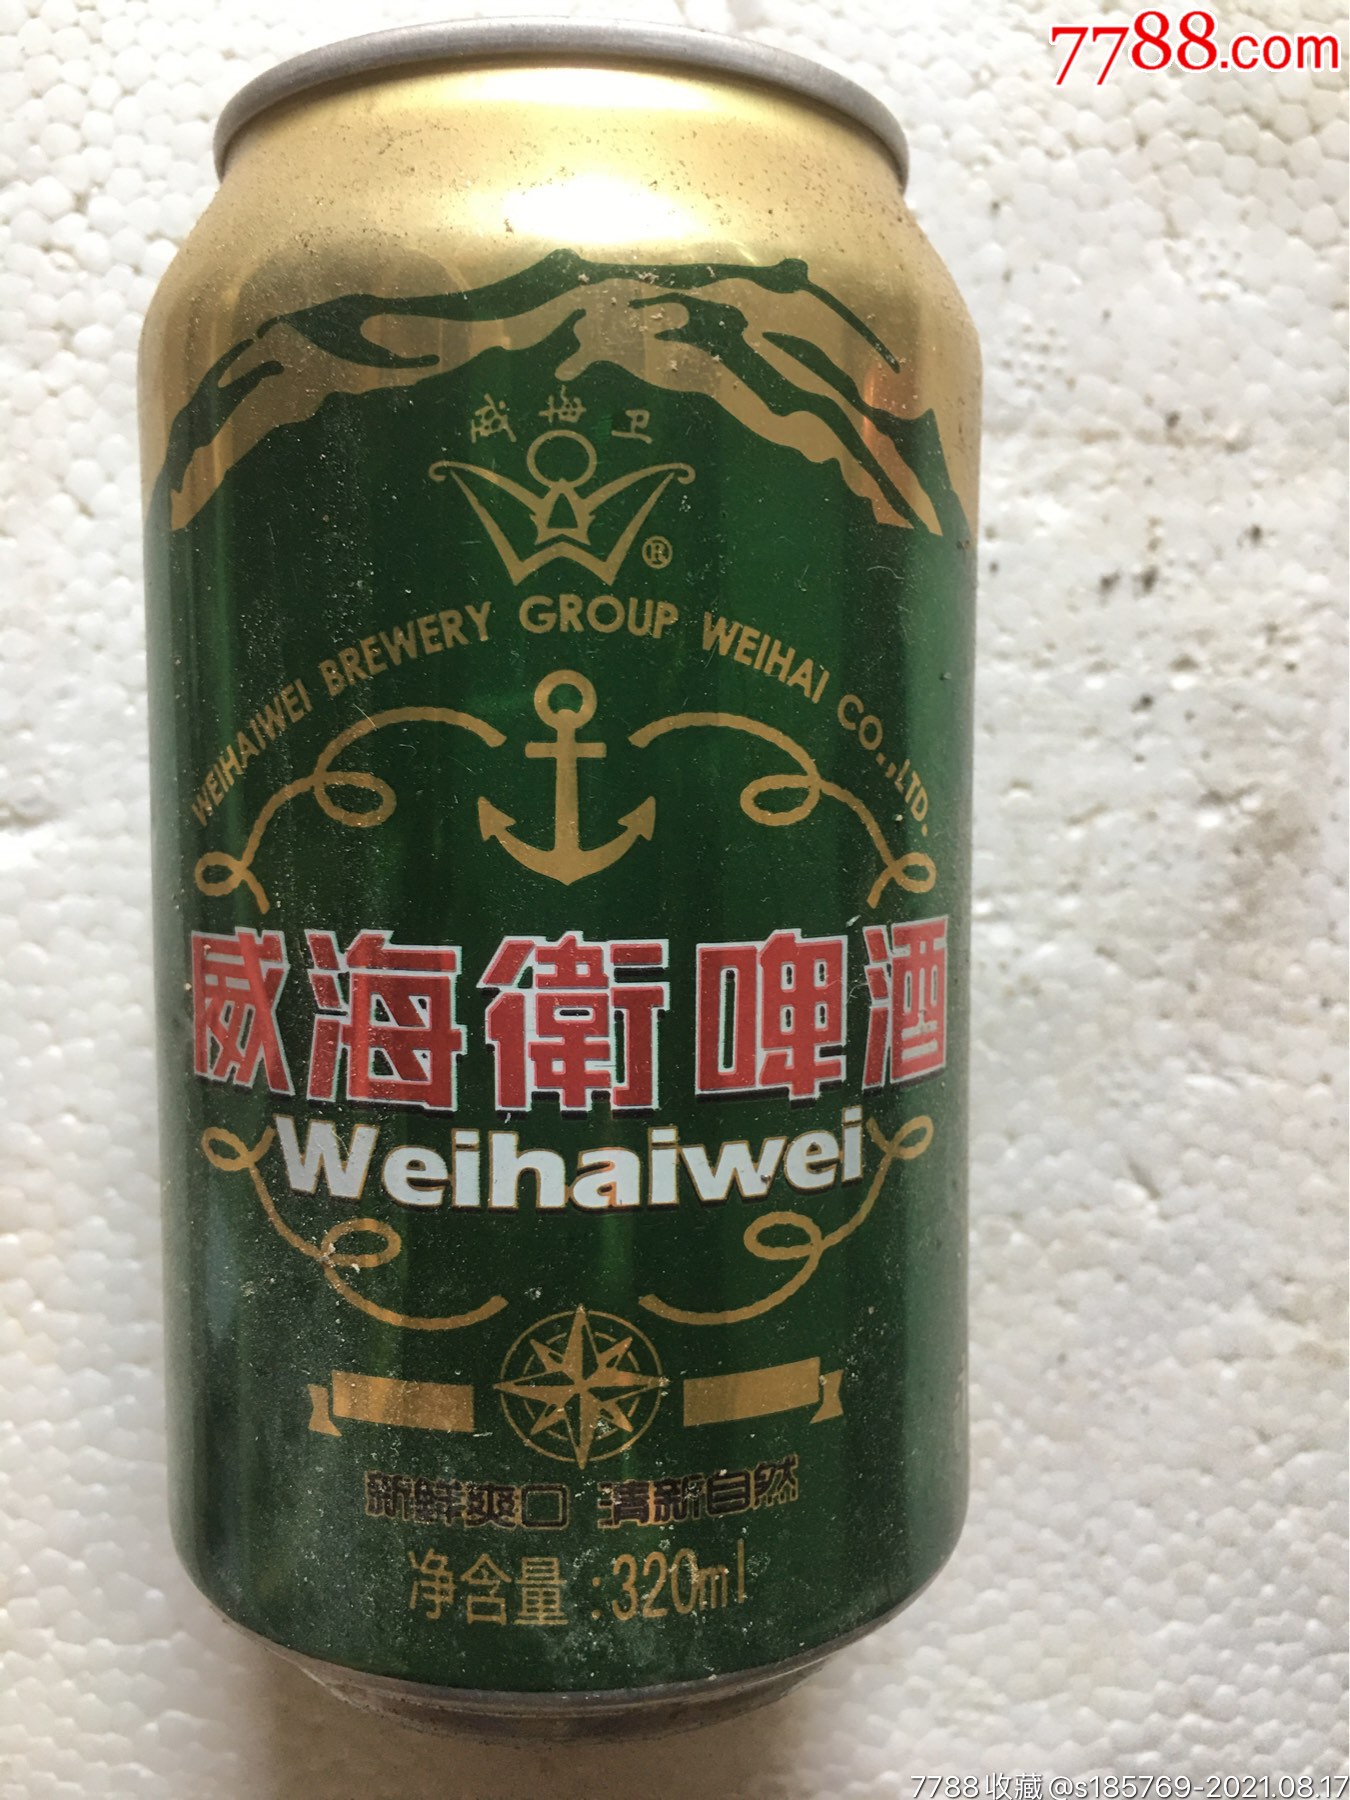 7788.com
威海卫
®
WEIHAIWEI BREWERY GROUP WEIHAI CO.,LTD.
威海衛啤酒
Weihaiwei
新鲜爽口 清新自然
净含量:320ml
7788收藏@s185769-2021.08.17